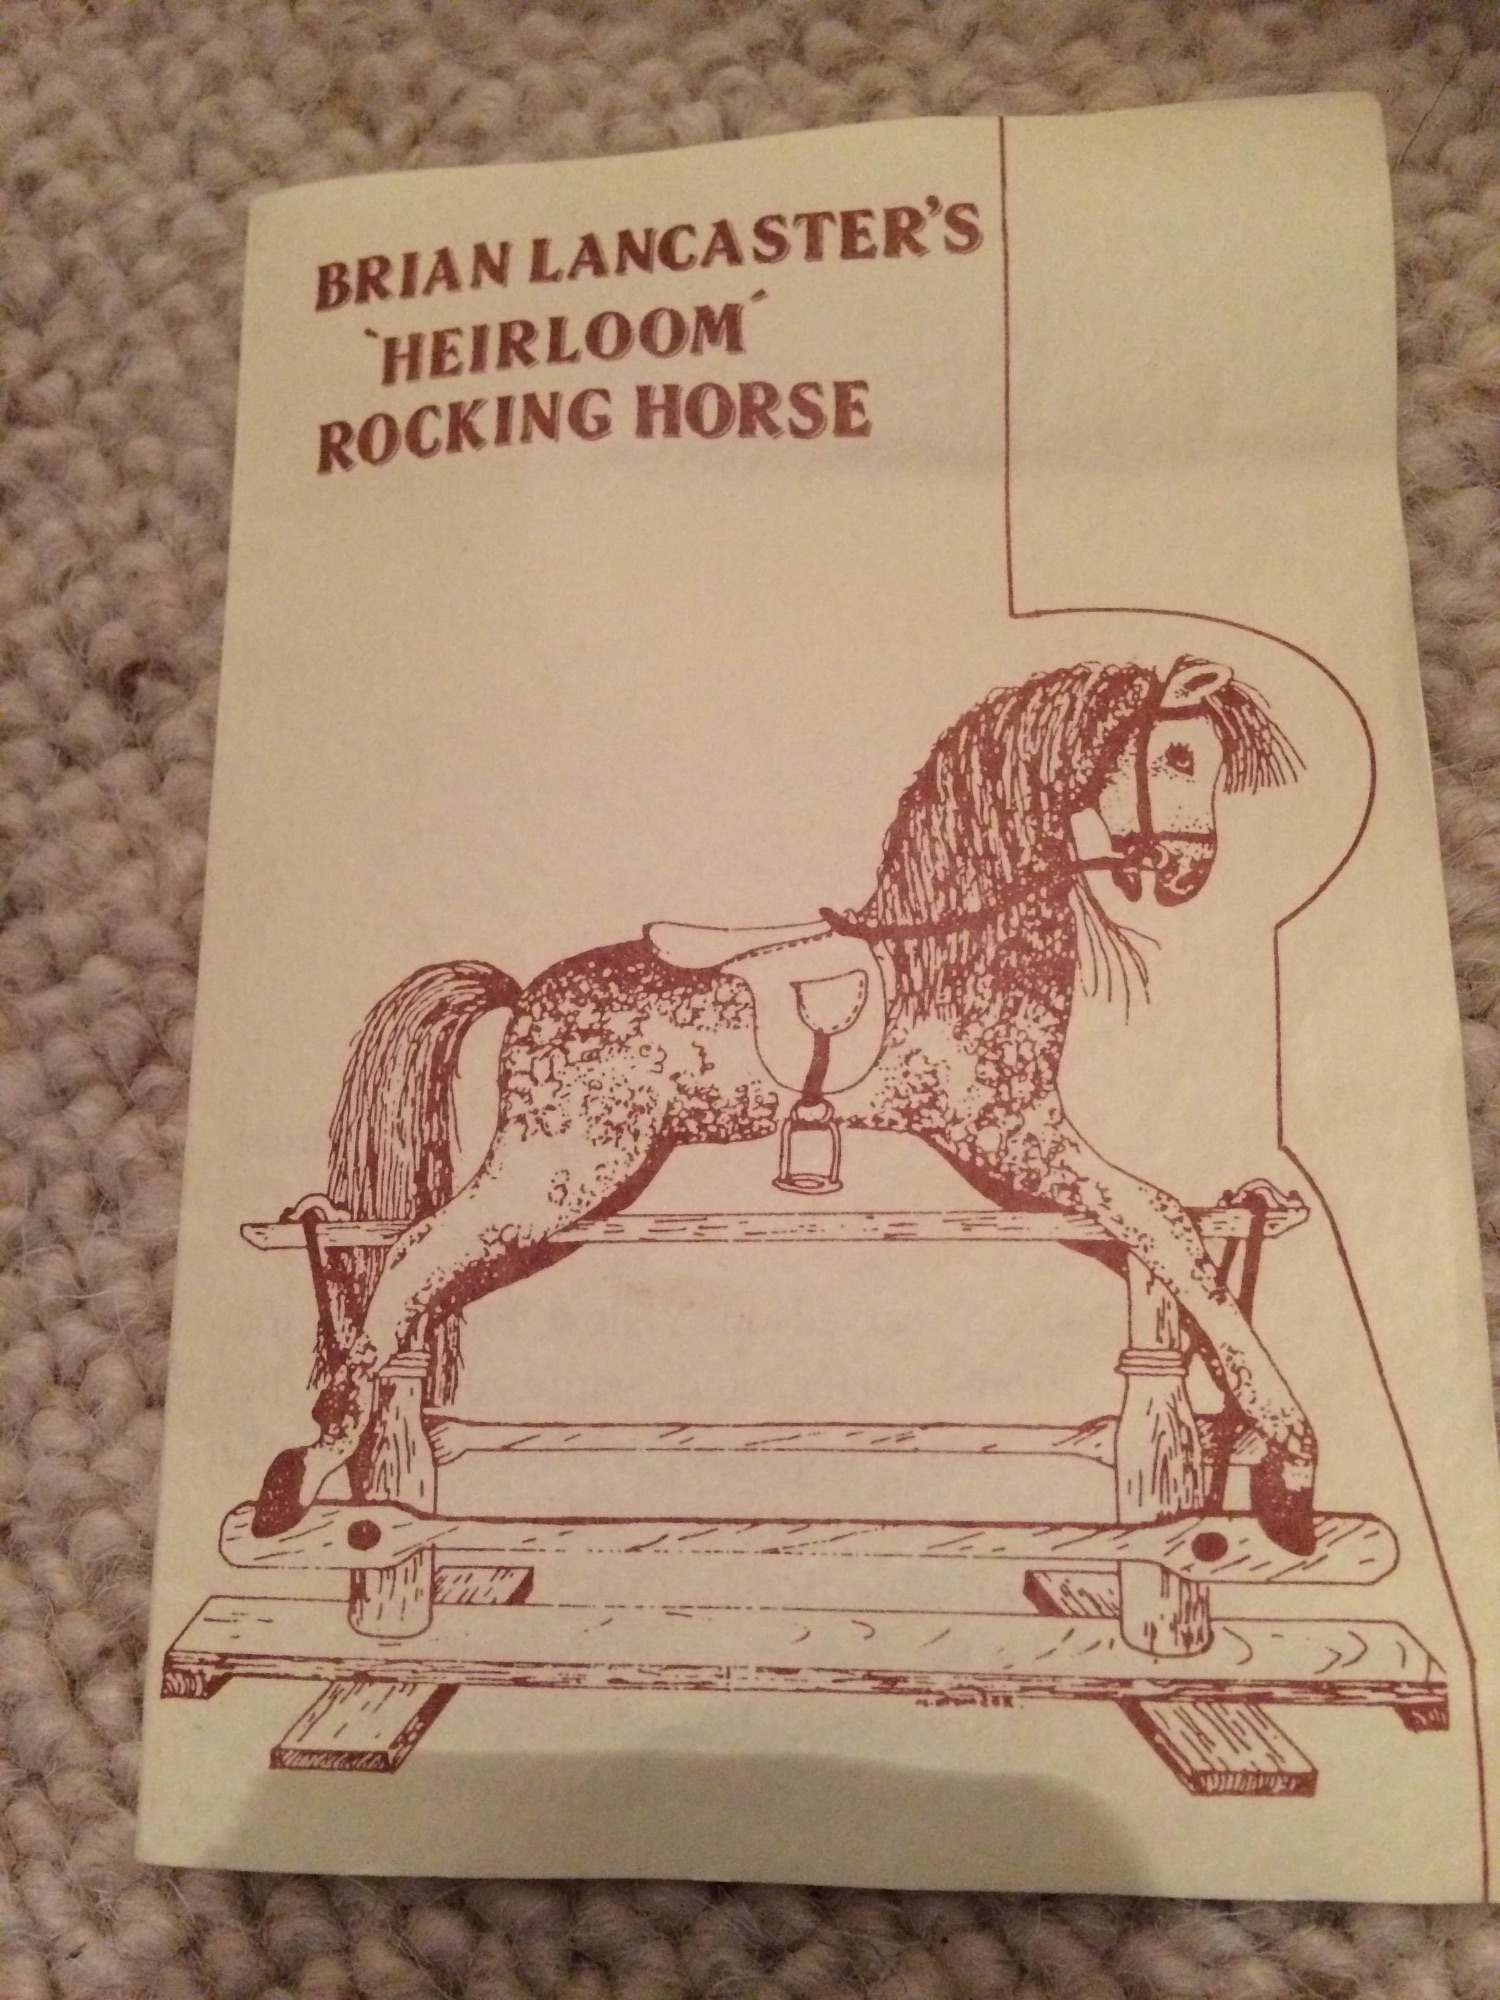 BRIAN LANCASTER'S
`HEIRLOOM´
ROCKING HORSE